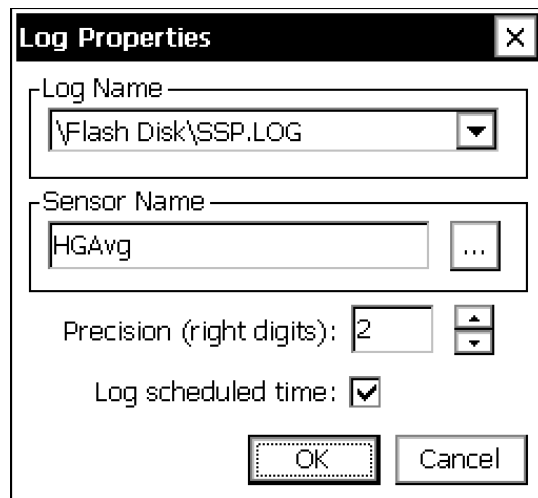 Log Properties
Log Name
\Flash Disk\SSP.LOG
Sensor Name
HGAvg
...
Precision (right digits): 2
Log scheduled time:
OK
Cancel